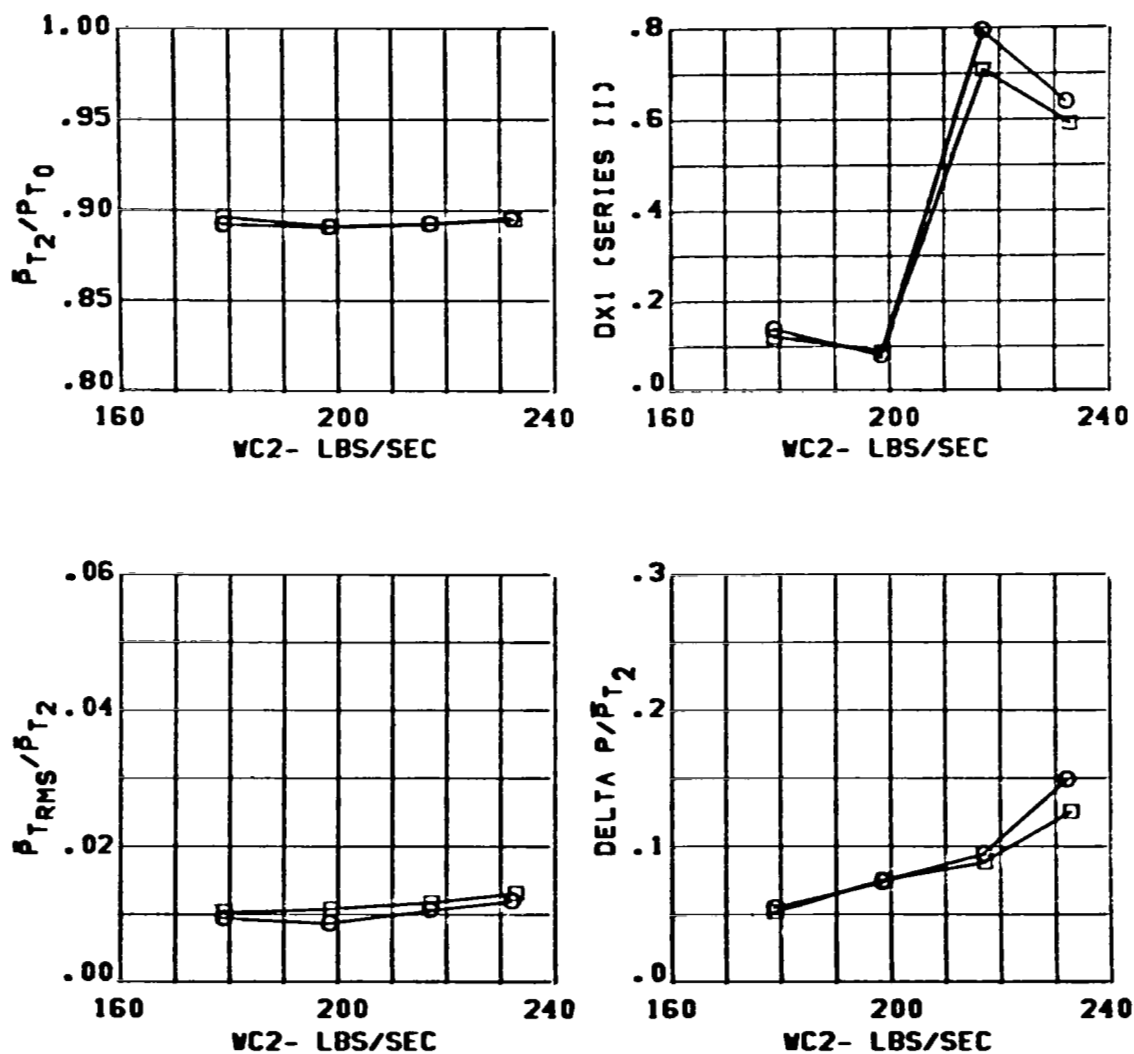 1.00
.95
.90
.85
.80
P̄T2/PT0
160 200 240
WC2- LBS/SEC
.8
.6
.4
.2
.0
DX1 (SERIES II)
160 200 240
WC2- LBS/SEC
.06
.04
.02
.00
P̄TRMS/P̄T2
160 200 240
WC2- LBS/SEC
.3
.2
.1
.0
DELTA P/P̄T2
160 200 240
WC2- LBS/SEC